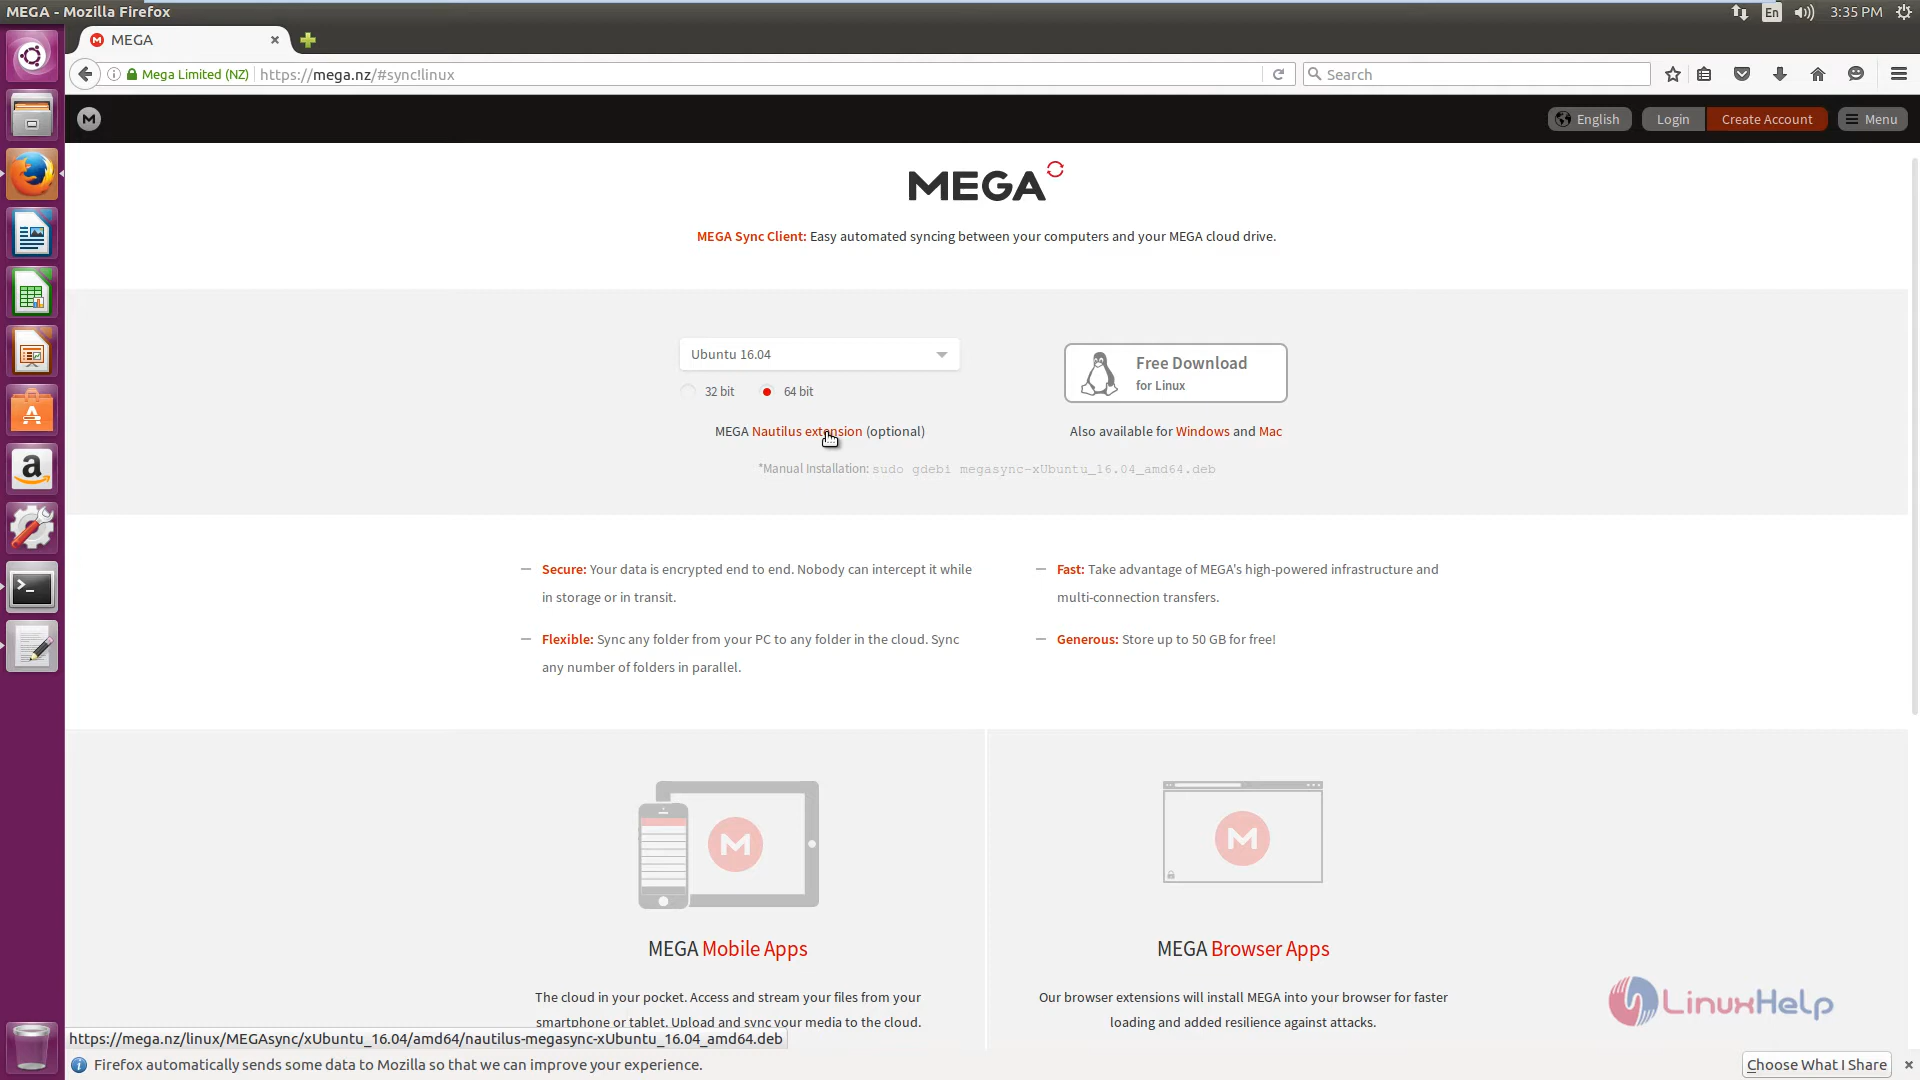 MEGA - Mozilla Firefox
En
3:35 PM
MEGA
Mega Limited (NZ)
https://mega.nz/#sync!linux
Search
English
Login
Create Account
Menu
MEGA
MEGA Sync Client: Easy automated syncing between your computers and your MEGA cloud drive.
Ubuntu 16.04
32 bit
64 bit
Free Download
for Linux
MEGA Nautilus extension (optional)
Also available for Windows and Mac
*Manual Installation: sudo gdebi megasync-xUbuntu_16.04_amd64.deb
Secure: Your data is encrypted end to end. Nobody can intercept it while
in storage or in transit.
Fast: Take advantage of MEGA's high-powered infrastructure and
multi-connection transfers.
Flexible: Sync any folder from your PC to any folder in the cloud. Sync
any number of folders in parallel.
Generous: Store up to 50 GB for free!
MEGA Mobile Apps
MEGA Browser Apps
The cloud in your pocket. Access and stream your files from your
smartphone or tablet. Upload and sync your media to the cloud.
Our browser extensions will install MEGA into your browser for faster
loading and added resilience against attacks.
LinuxHelp
https://mega.nz/linux/MEGAsync/xUbuntu_16.04/amd64/nautilus-megasync-xUbuntu_16.04_amd64.deb
Firefox automatically sends some data to Mozilla so that we can improve your experience.
Choose What I Share